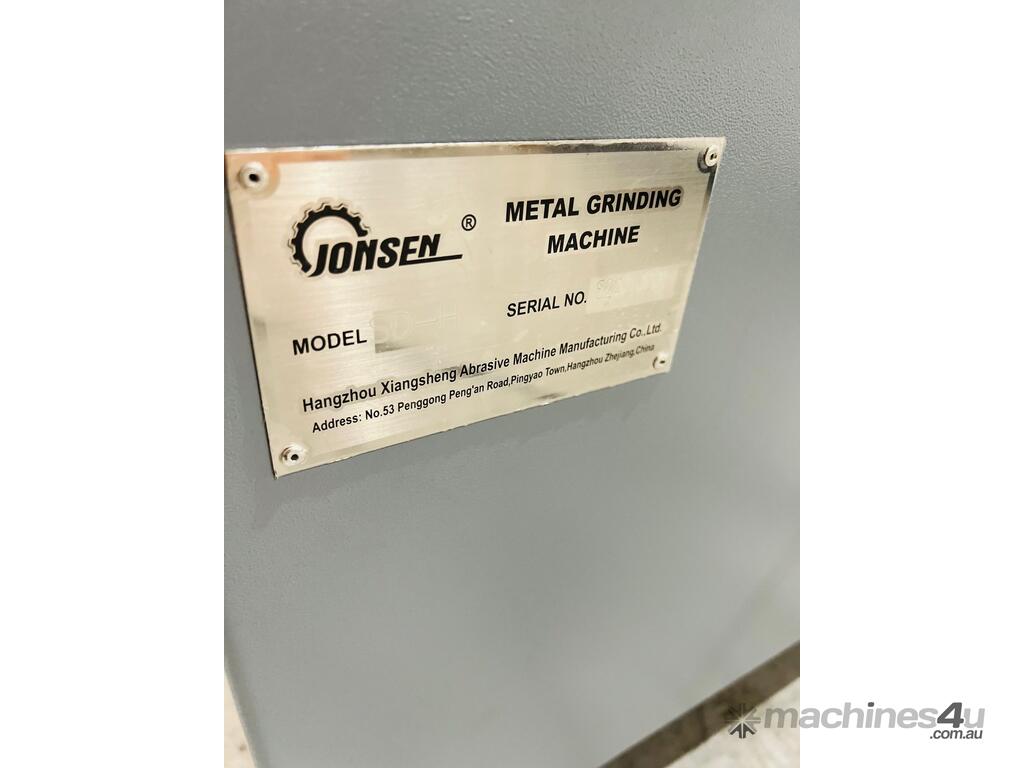 JONSEN ®
METAL GRINDING
MACHINE
MODEL SD-H
SERIAL NO.
Hangzhou Xiangsheng Abrasive Machine Manufacturing Co.,Ltd.
Address: No.53 Penggong Peng'an Road,Pingyao Town,Hangzhou Zhejiang,China
machines4u
.com.au